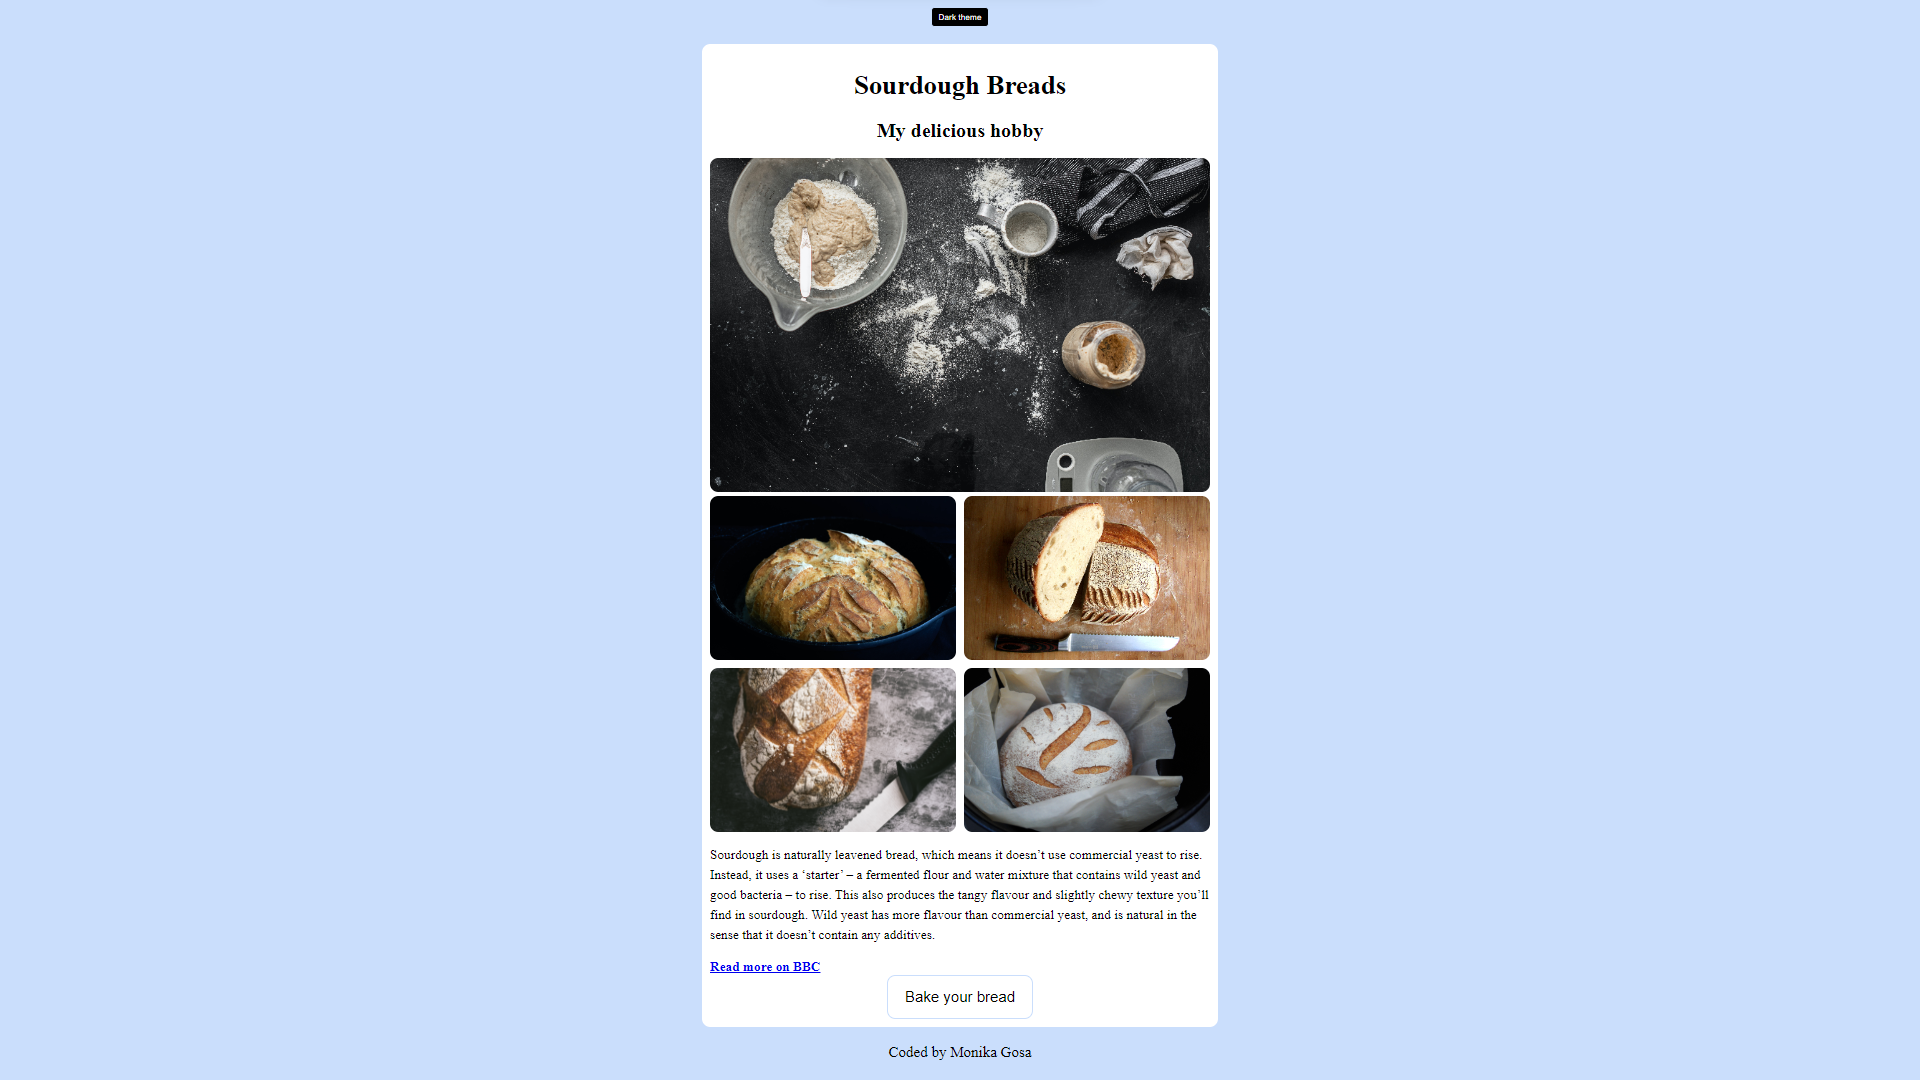 Dark theme
Sourdough Breads
My delicious hobby
Sourdough is naturally leavened bread, which means it doesn’t use commercial yeast to rise.
Instead, it uses a ‘starter’ – a fermented flour and water mixture that contains wild yeast and
good bacteria – to rise. This also produces the tangy flavour and slightly chewy texture you’ll
find in sourdough. Wild yeast has more flavour than commercial yeast, and is natural in the
sense that it doesn’t contain any additives.
Read more on BBC
Bake your bread
Coded by Monika Gosa